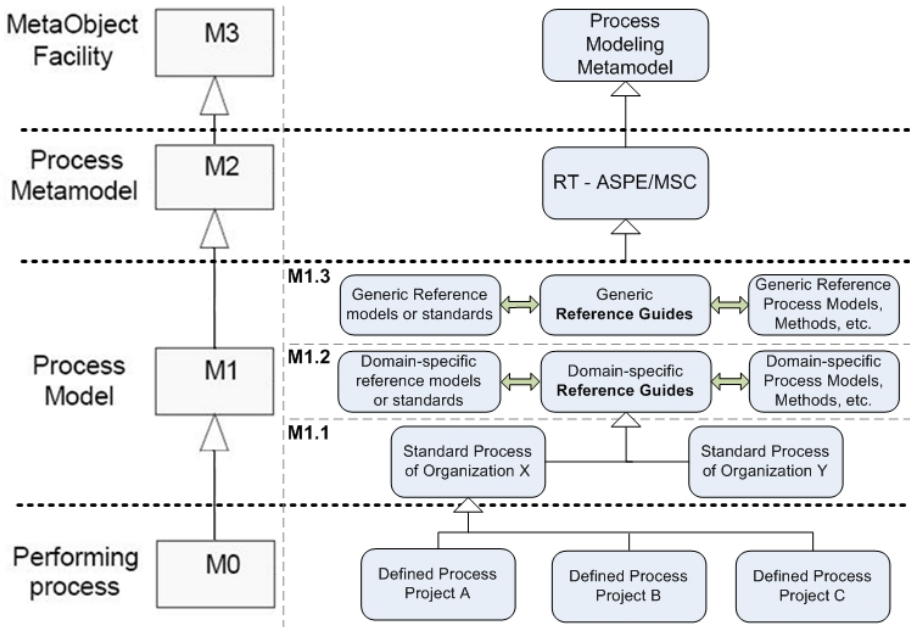 MetaObject
Facility
M3
Process
Modeling
Metamodel
Process
Metamodel
M2
RT - ASPE/MSC
Process
Model
M1
M1.3
Generic Reference
models or standards
Generic
Reference Guides
Generic Reference
Process Models,
Methods, etc.
M1.2
Domain-specific
reference models
or standards
Domain-specific
Reference Guides
Domain-specific
Process Models,
Methods, etc.
M1.1
Standard Process
of Organization X
Standard Process
of Organization Y
Performing
process
M0
Defined Process
Project A
Defined Process
Project B
Defined Process
Project C